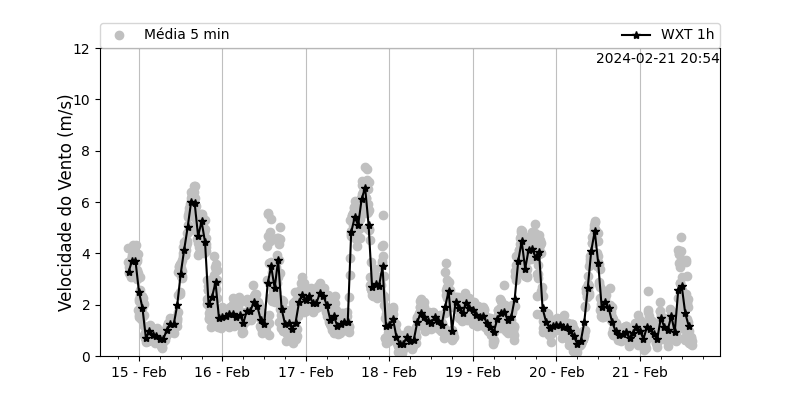 Média 5 min
WXT 1h
2024-02-21 20:54
Velocidade do Vento (m/s)
12
10
8
6
4
2
0
15 - Feb
16 - Feb
17 - Feb
18 - Feb
19 - Feb
20 - Feb
21 - Feb